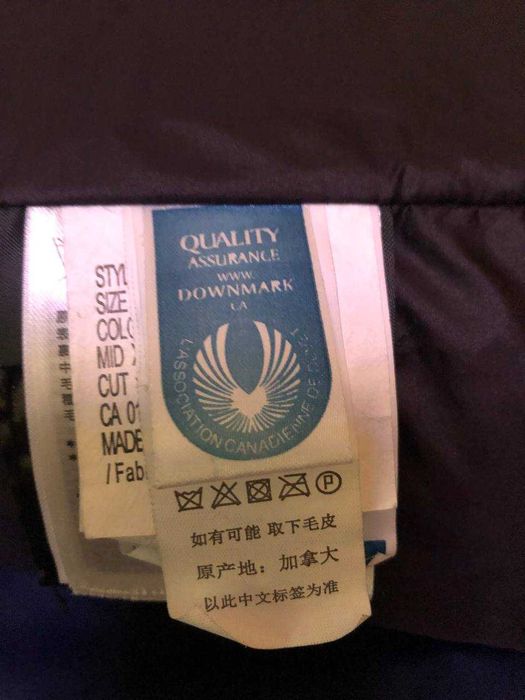 QUALITY
ASSURANCE
WWW.
DOWNMARK
CA
L'ASSOCIATION CANADIENNE DE DUVET
STYL
SIZE
COLO
MID
CUT
CA 01
MADE
/ Fab
P
如有可能 取下毛皮
原产地：加拿大
以此中文标签为准